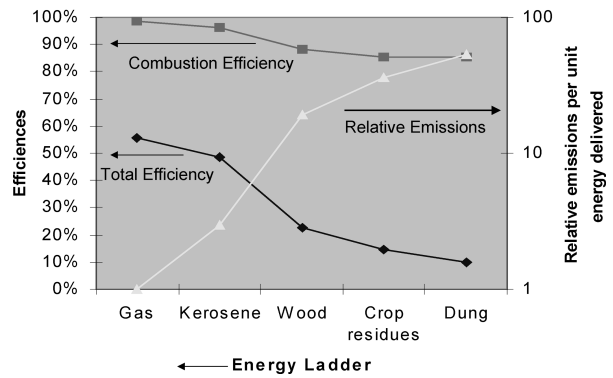 100%
90%
80%
70%
60%
50%
40%
30%
20%
10%
0%
Efficiences
Combustion Efficiency
Relative Emissions
Total Efficiency
100
10
1
Relative emissions per unit
energy delivered
Gas Kerosene Wood Crop Dung
residues
Energy Ladder